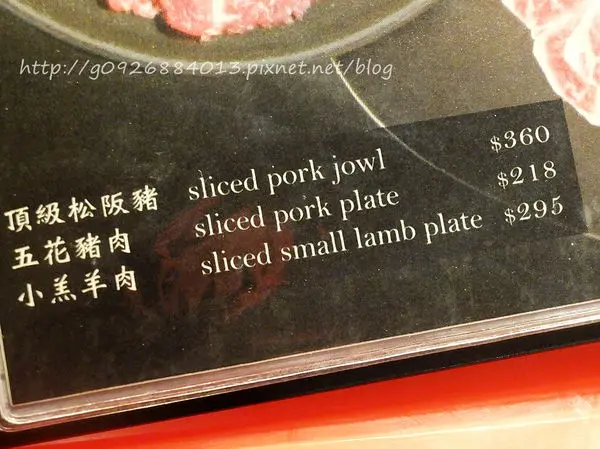 http://g0926884013.pixnet.net/blog
頂級松阪豬 sliced pork jowl $360
五花豬肉 sliced pork plate $218
小羔羊肉 sliced small lamb plate $295